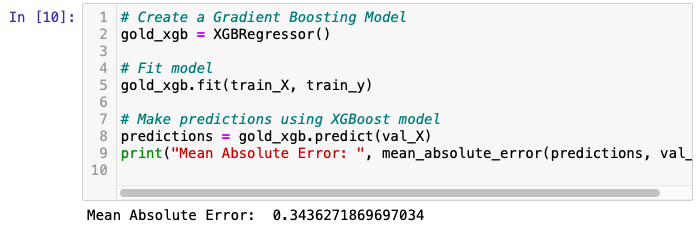 In [10]:
1 # Create a Gradient Boosting Model
2 gold_xgb = XGBRegressor()
3
4 # Fit model
5 gold_xgb.fit(train_X, train_y)
6
7 # Make predictions using XGBoost model
8 predictions = gold_xgb.predict(val_X)
9 print("Mean Absolute Error: ", mean_absolute_error(predictions, val_
10
Mean Absolute Error:  0.3436271869697034